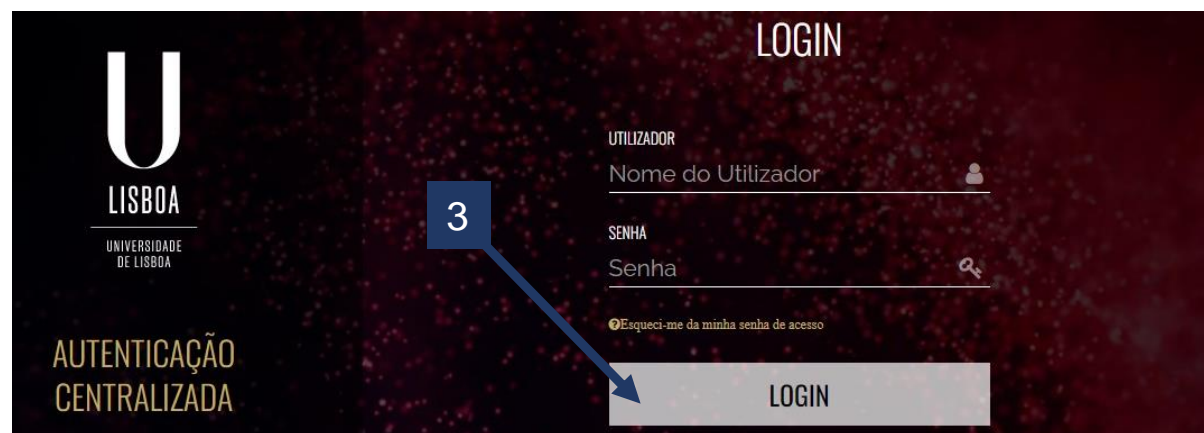 U
LISBOA
UNIVERSIDADE
DE LISBOA
AUTENTICAÇÃO
CENTRALIZADA
3
LOGIN
UTILIZADOR
Nome do Utilizador
SENHA
Senha
Esqueci-me da minha senha de acesso
LOGIN